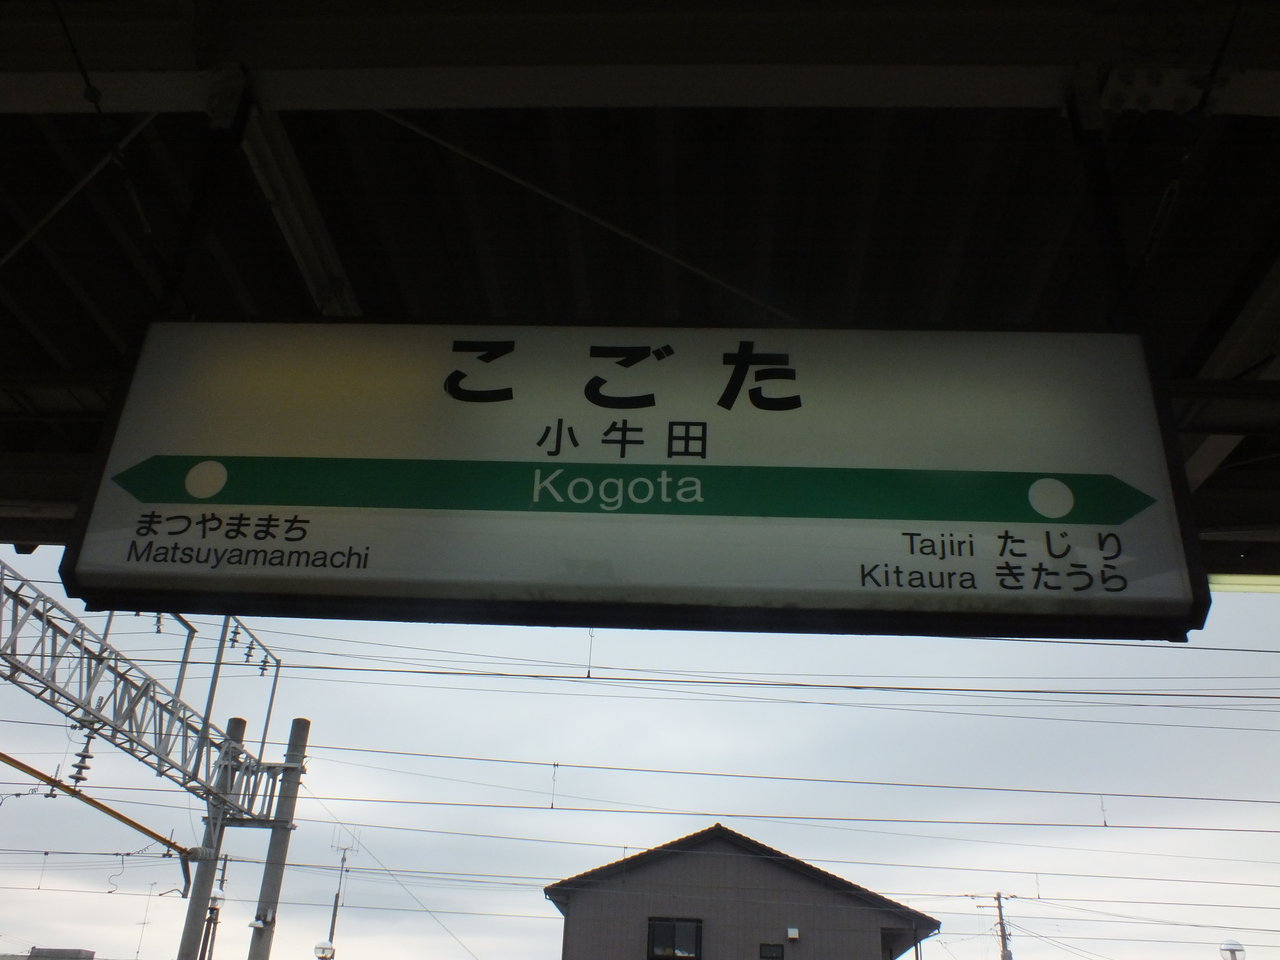 こごた
小牛田
Kogota
まつやままち
Matsuyamamachi
Tajiri たじり
Kitaura きたうら